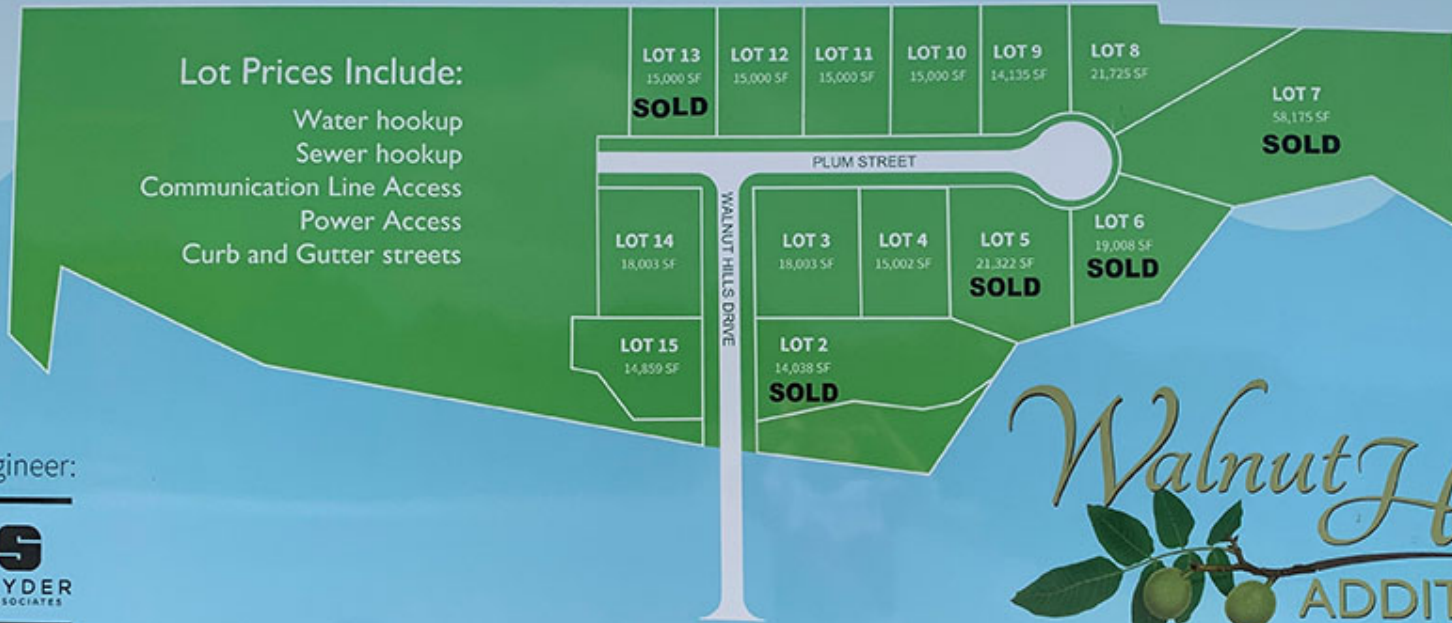 Lot Prices Include:
Water hookup
Sewer hookup
Communication Line Access
Power Access
Curb and Gutter streets
LOT 13
15,000 SF
SOLD
LOT 12
15,000 SF
LOT 11
15,000 SF
LOT 10
15,000 SF
LOT 9
14,135 SF
LOT 8
21,725 SF
LOT 7
58,175 SF
SOLD
PLUM STREET
WALNUT HILLS DRIVE
LOT 14
18,003 SF
LOT 3
18,003 SF
LOT 4
15,002 SF
LOT 5
21,322 SF
SOLD
LOT 6
19,008 SF
SOLD
LOT 15
14,859 SF
LOT 2
14,038 SF
SOLD
gineer:
S
YDER
SOCIATES
Walnut H
ADDIT